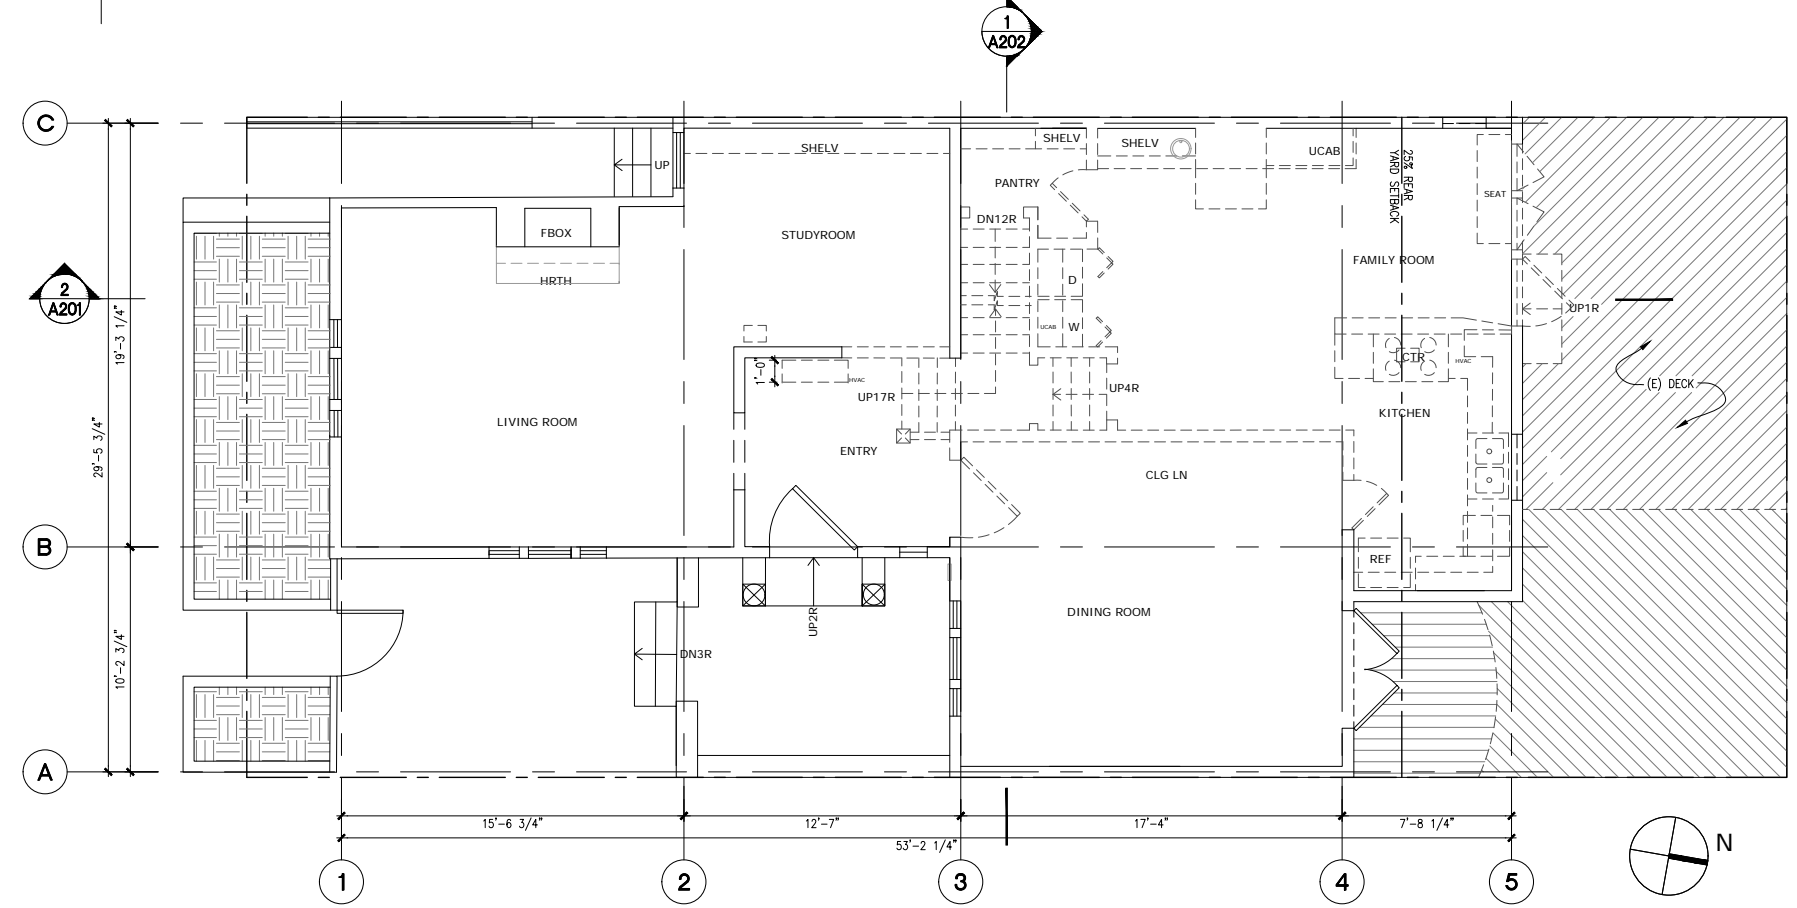 1
A202
C
SHELV
SHELV
SHELV
UCAB
UP
25% REAR
YARD SETBACK
PANTRY
SEAT
DN12R
FBOX
STUDYROOM
FAMILY ROOM
HRTH
D
2
A201
19'-3 1/4"
UP1R
UCAB
W
1'-0"
HVAC
CTR
HVAC
UP17R
UP4R
(E) DECK
KITCHEN
LIVING ROOM
29'-5 3/4"
ENTRY
CLG LN
B
REF
UP2R
DINING ROOM
10'-2 3/4"
DN3R
A
15'-6 3/4"
12'-7"
17'-4"
7'-8 1/4"
53'-2 1/4"
N
1
2
3
4
5